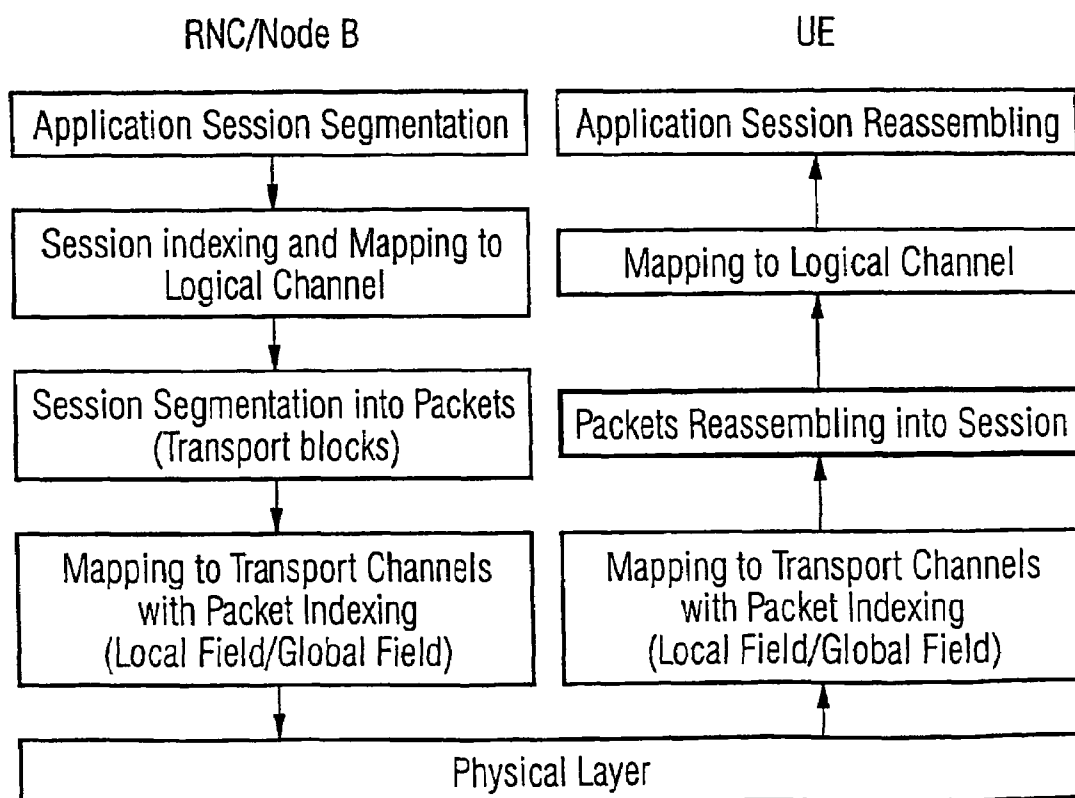 RNC/Node B
UE
Application Session Segmentation
Application Session Reassembling
Session indexing and Mapping to
Logical Channel
Mapping to Logical Channel
Session Segmentation into Packets
(Transport blocks)
Packets Reassembling into Session
Mapping to Transport Channels
with Packet Indexing
(Local Field/Global Field)
Mapping to Transport Channels
with Packet Indexing
(Local Field/Global Field)
Physical Layer